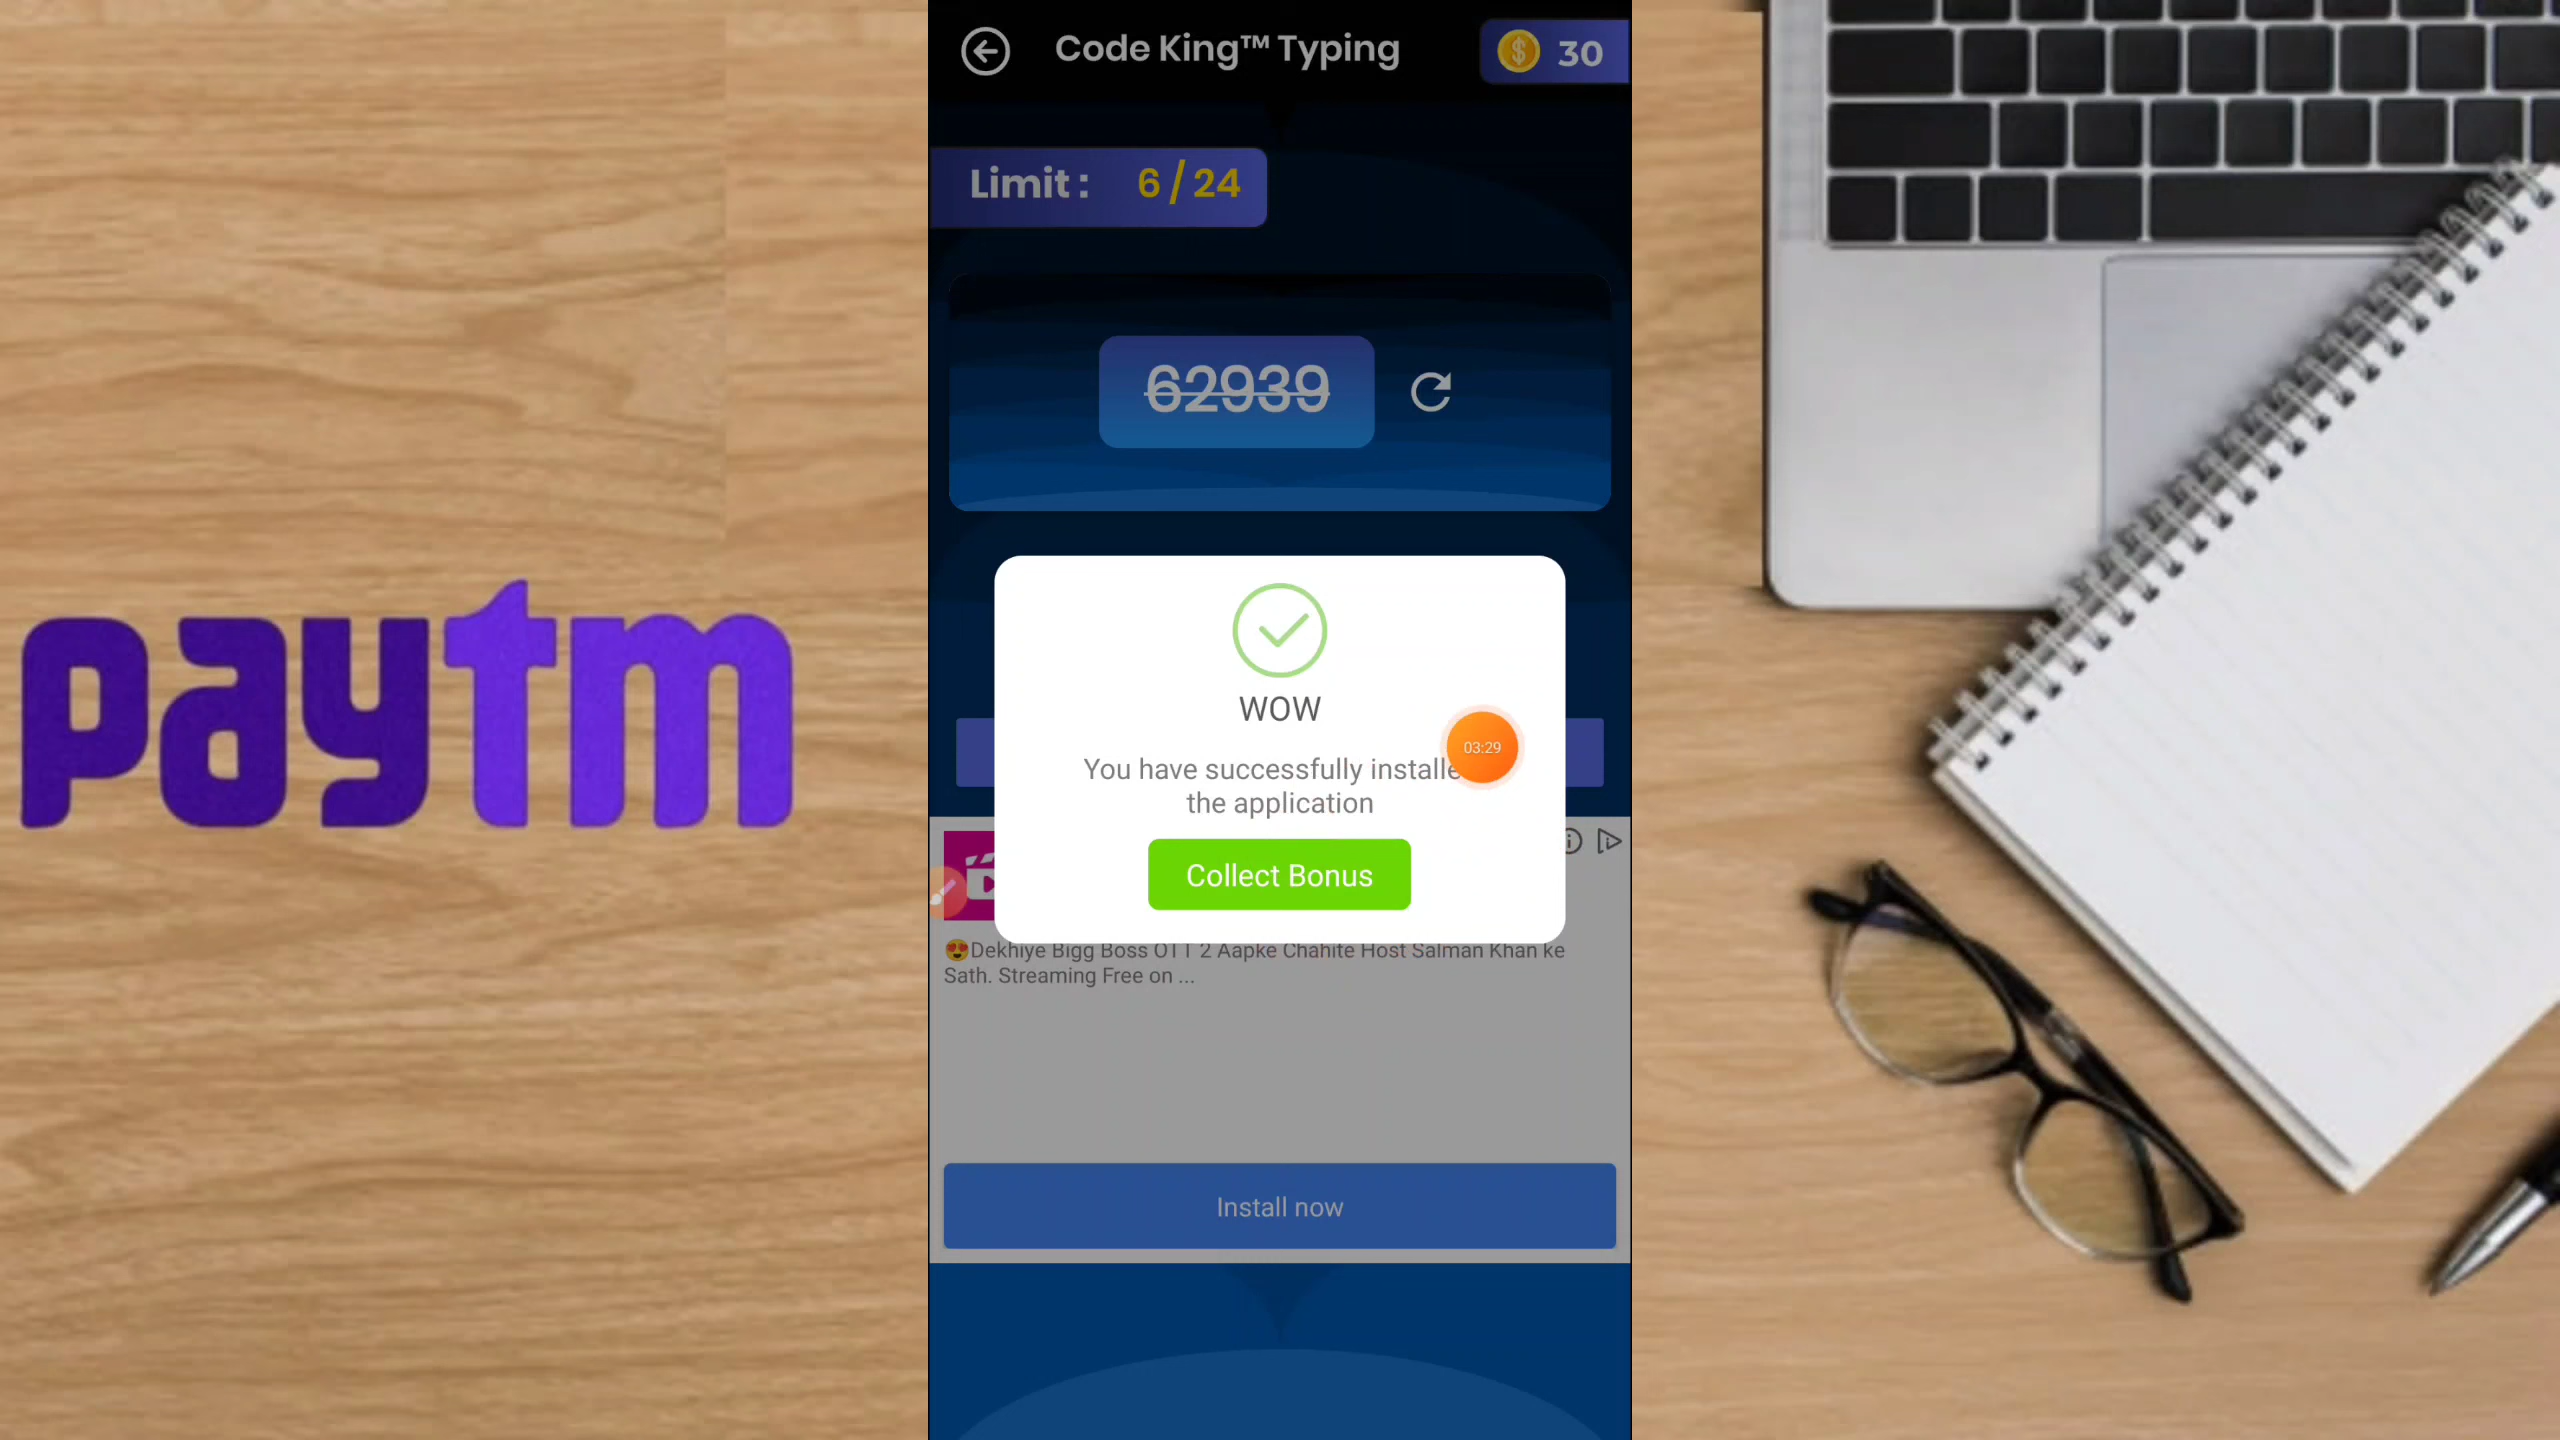 paytm
Code King™ Typing
30
Limit : 6 / 24
62939
WOW
03:29
You have successfully installe
the application
Collect Bonus
😍Dekhiye Bigg Boss OTT 2 Aapke Chahite Host Salman Khan ke
Sath. Streaming Free on ...
Install now